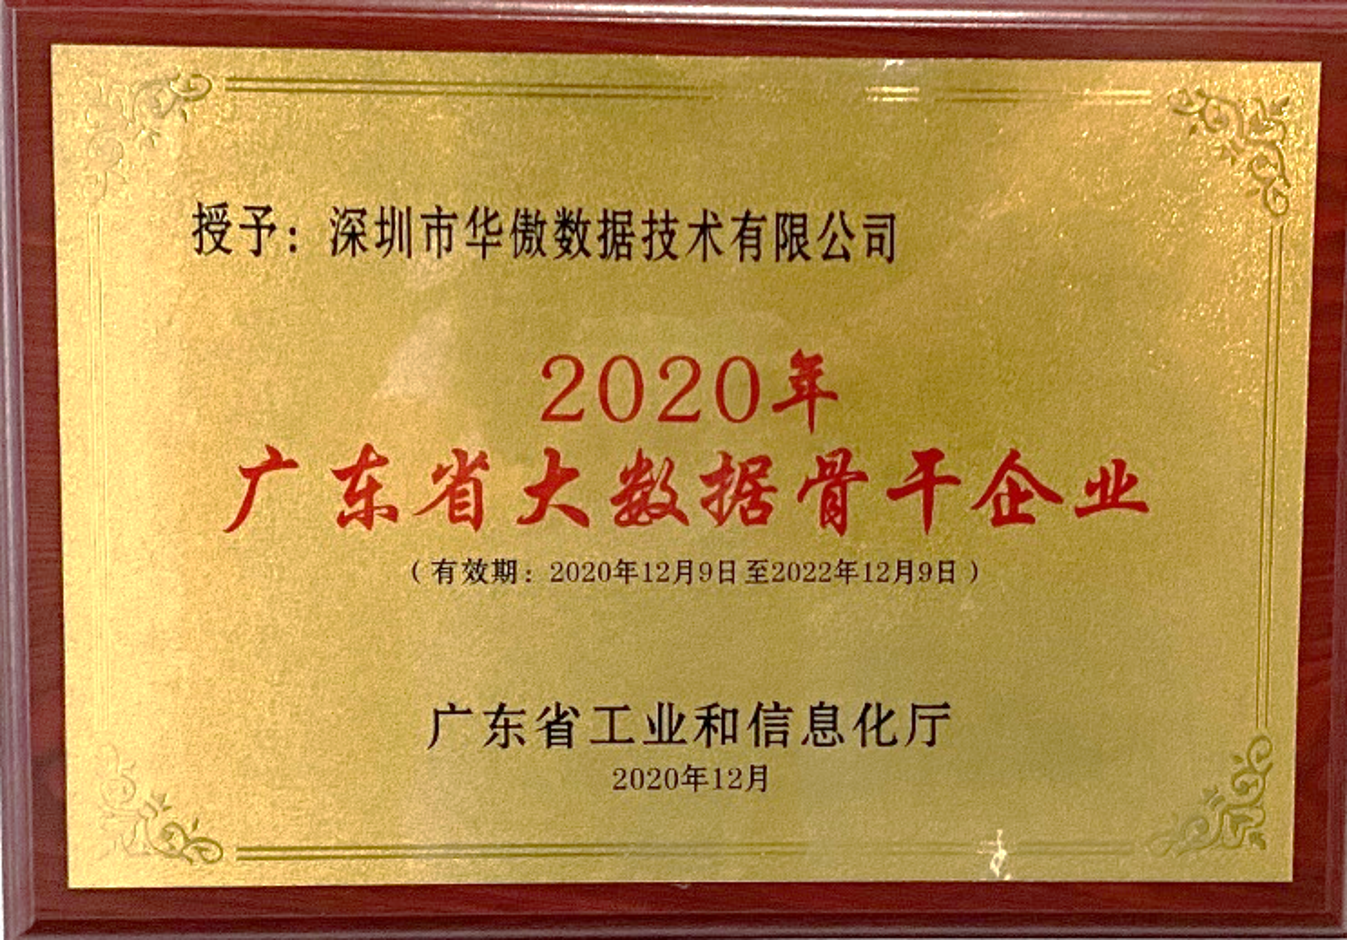 授予：深圳市华傲数据技术有限公司
2020年
广东省大数据骨干企业
（有效期：2020年12月9日至2022年12月9日）
广东省工业和信息化厅
2020年12月